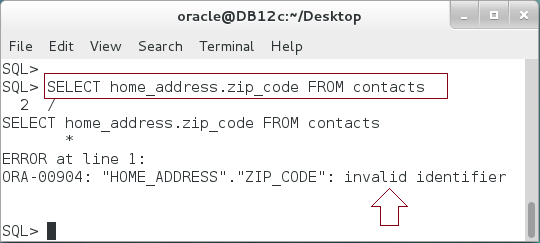 oracle@DB12c:~/Desktop
File Edit View Search Terminal Help
SQL>
SQL> SELECT home_address.zip_code FROM contacts
  2  /
SELECT home_address.zip_code FROM contacts
       *
ERROR at line 1:
ORA-00904: "HOME_ADDRESS"."ZIP_CODE": invalid identifier
SQL>